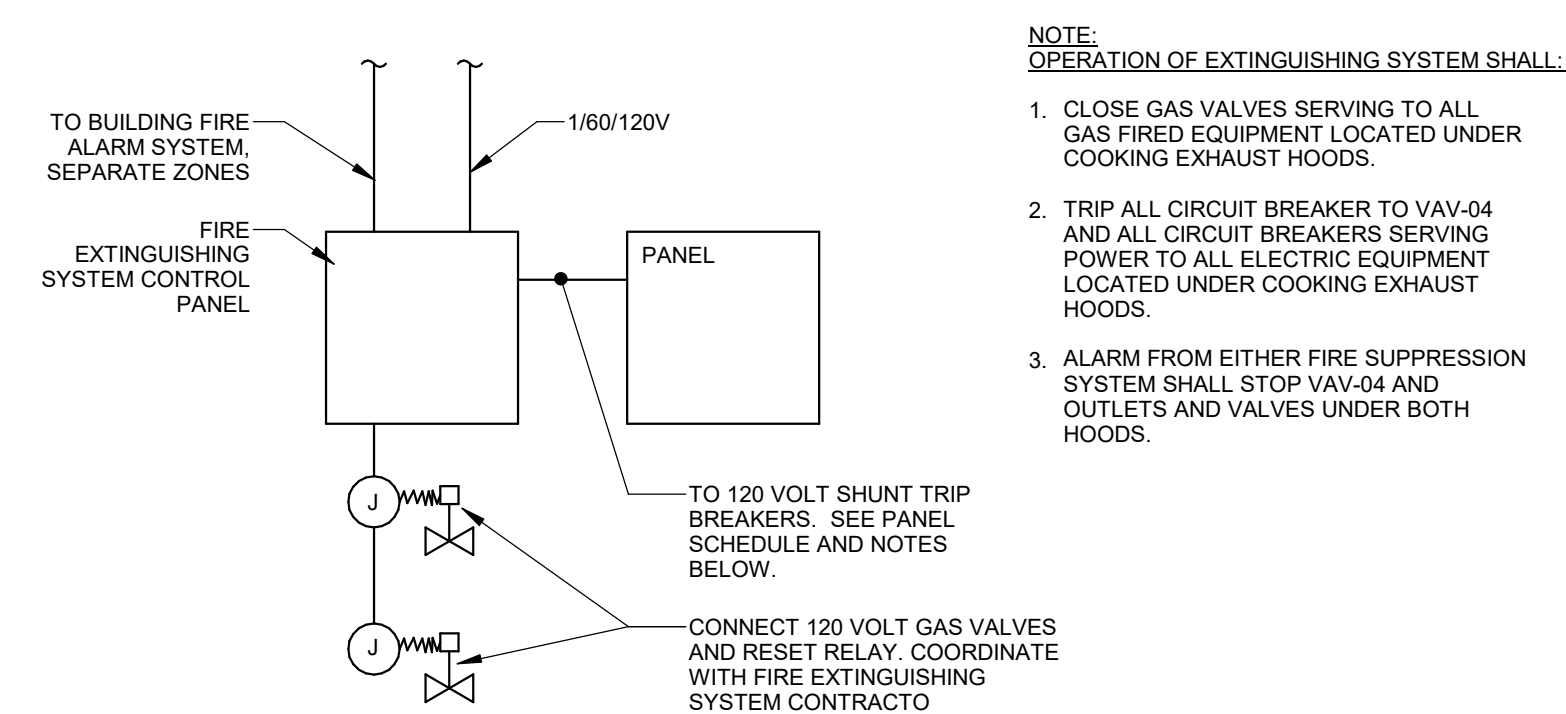 NOTE:
OPERATION OF EXTINGUISHING SYSTEM SHALL:
1. CLOSE GAS VALVES SERVING TO ALL
GAS FIRED EQUIPMENT LOCATED UNDER
COOKING EXHAUST HOODS.
2. TRIP ALL CIRCUIT BREAKER TO VAV-04
AND ALL CIRCUIT BREAKERS SERVING
POWER TO ALL ELECTRIC EQUIPMENT
LOCATED UNDER COOKING EXHAUST
HOODS.
3. ALARM FROM EITHER FIRE SUPPRESSION
SYSTEM SHALL STOP VAV-04 AND
OUTLETS AND VALVES UNDER BOTH
HOODS.
TO BUILDING FIRE
ALARM SYSTEM,
SEPARATE ZONES
1/60/120V
FIRE
EXTINGUISHING
SYSTEM CONTROL
PANEL
PANEL
J
TO 120 VOLT SHUNT TRIP
BREAKERS. SEE PANEL
SCHEDULE AND NOTES
BELOW.
J
CONNECT 120 VOLT GAS VALVES
AND RESET RELAY. COORDINATE
WITH FIRE EXTINGUISHING
SYSTEM CONTRACTO